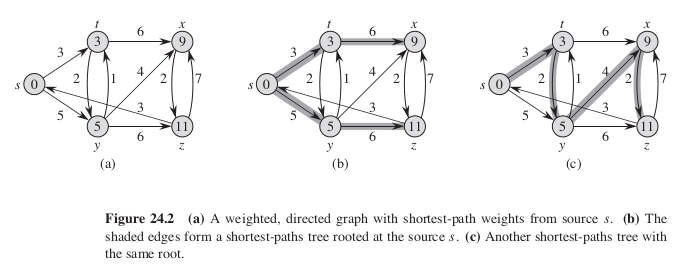 t x
6
3 9
3
s 0 2 1 4 2 7
3
5
5 11
6
y z
(a)
t x
6
3 9
3
s 0 2 1 4 2 7
3
5
5 11
6
y z
(b)
t x
6
3 9
3
s 0 2 1 4 2 7
3
5
5 11
6
y z
(c)
Figure 24.2 (a) A weighted, directed graph with shortest-path weights from source s. (b) The
shaded edges form a shortest-paths tree rooted at the source s. (c) Another shortest-paths tree with
the same root.